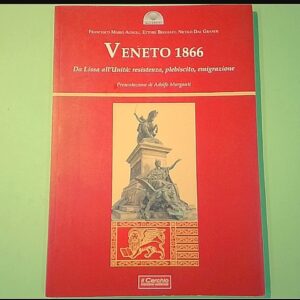 Francesco Mario Agnoli, Ettore Beggiato, Nicolò Dal Grande
VENETO 1866
Da Lissa all'Unità: resistenza, plebiscito, emigrazione
Presentazione di Adolfo Morganti
il Cerchio